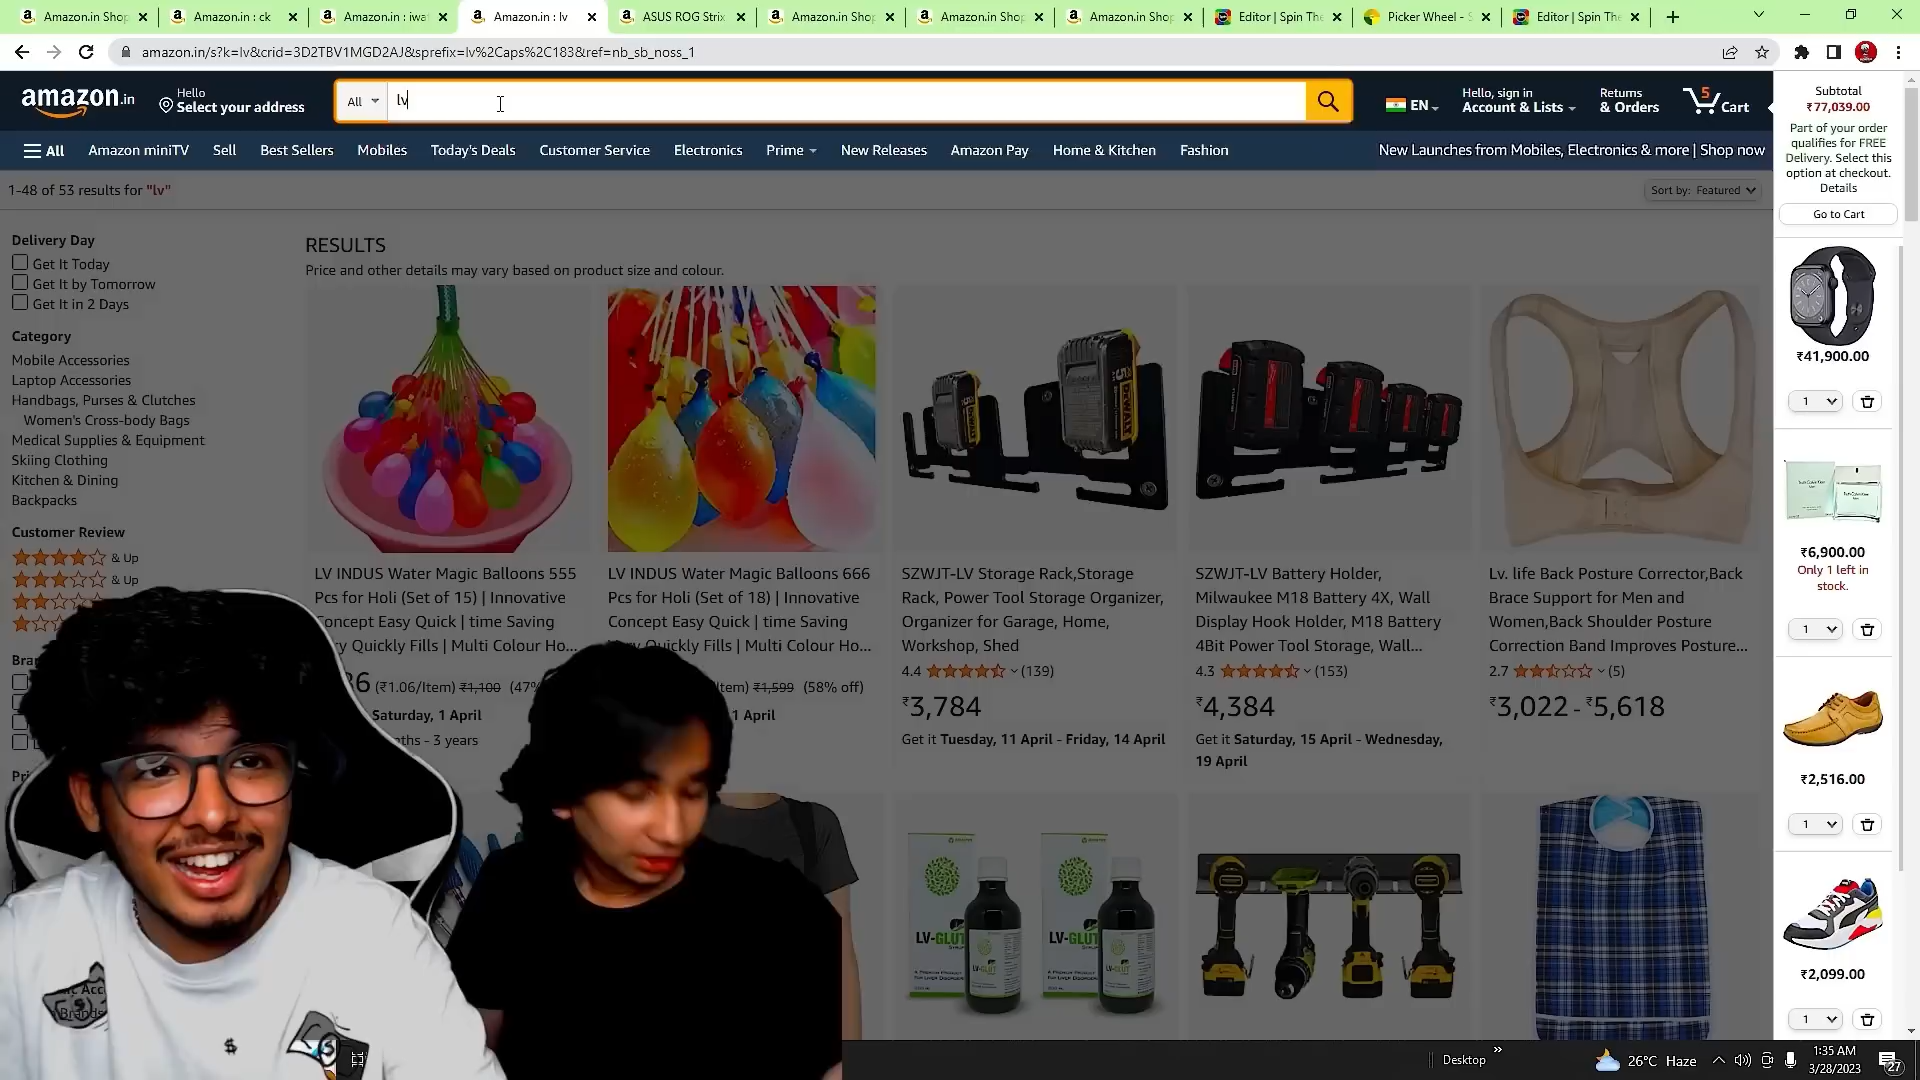 Amazon.in Shop
Amazon.in : ck
Amazon.in : iwa
Amazon.in : lv
ASUS ROG Strix
Amazon.in Shop
Amazon.in Shop
Amazon.in Shop
Editor | Spin The
Picker Wheel - S
Editor | Spin The
amazon.in/s?k=lv&crid=3D2TBV1MGD2AJ&sprefix=lv%2Caps%2C183&ref=nb_sb_noss_1
amazon.in
Hello
Select your address
All
lv
EN
Hello, sign in
Account & Lists
Returns
& Orders
5
Cart
All
Amazon miniTV
Sell
Best Sellers
Mobiles
Today's Deals
Customer Service
Electronics
Prime
New Releases
Amazon Pay
Home & Kitchen
Fashion
New Launches from Mobiles, Electronics & more | Shop now
1-48 of 53 results for "lv"
Sort by: Featured
Delivery Day
Get It Today
Get It by Tomorrow
Get It in 2 Days
Category
Mobile Accessories
Laptop Accessories
Handbags, Purses & Clutches
Women's Cross-body Bags
Medical Supplies & Equipment
Skiing Clothing
Kitchen & Dining
Backpacks
Customer Review
& Up
& Up
RESULTS
Price and other details may vary based on product size and colour.
LV INDUS Water Magic Balloons 555
Pcs for Holi (Set of 15) | Innovative
Concept Easy Quick | time Saving
Quickly Fills | Multi Colour Ho...
(₹1.06/Item) ₹1,100 (47%
Saturday, 1 April
- 3 years
LV INDUS Water Magic Balloons 666
Pcs for Holi (Set of 18) | Innovative
Concept Easy Quick | time Saving
Quickly Fills | Multi Colour Ho...
₹1,599 (58% off)
1 April
SZWJT-LV Storage Rack,Storage
Rack, Power Tool Storage Organizer,
Organizer for Garage, Home,
Workshop, Shed
4.4 (139)
₹3,784
Get it Tuesday, 11 April - Friday, 14 April
SZWJT-LV Battery Holder,
Milwaukee M18 Battery 4X, Wall
Display Hook Holder, M18 Battery
4Bit Power Tool Storage, Wall...
4.3 (153)
₹4,384
Get it Saturday, 15 April - Wednesday,
19 April
Lv. life Back Posture Corrector,Back
Brace Support for Men and
Women,Back Shoulder Posture
Correction Band Improves Posture...
2.7 (5)
₹3,022 - ₹5,618
LV-GLUT
LV-GLUT
Subtotal
₹77,039.00
Part of your order
qualifies for FREE
Delivery. Select this
option at checkout.
Details
Go to Cart
₹41,900.00
1
₹6,900.00
Only 1 left in
stock.
1
₹2,516.00
1
₹2,099.00
1
Desktop
26°C Haze
1:35 AM
3/28/2023
27